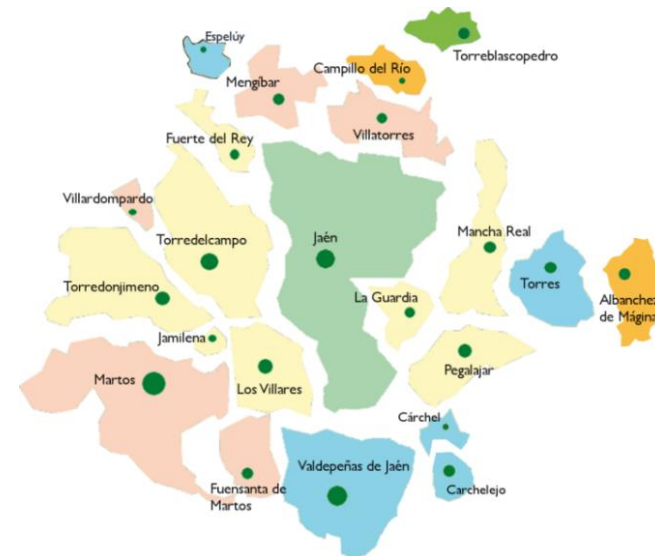 Espelúy
Torreblascopedro
Campillo del Río
Mengíbar
Villatorres
Fuerte del Rey
Villardompardo
Torredelcampo
Jaén
Mancha Real
Torredonjimeno
La Guardia
Torres
Albanchez
de Mágina
Jamilena
Martos
Los Villares
Pegalajar
Cárchel
Valdepeñas de Jaén
Fuensanta de
Martos
Carchelejo